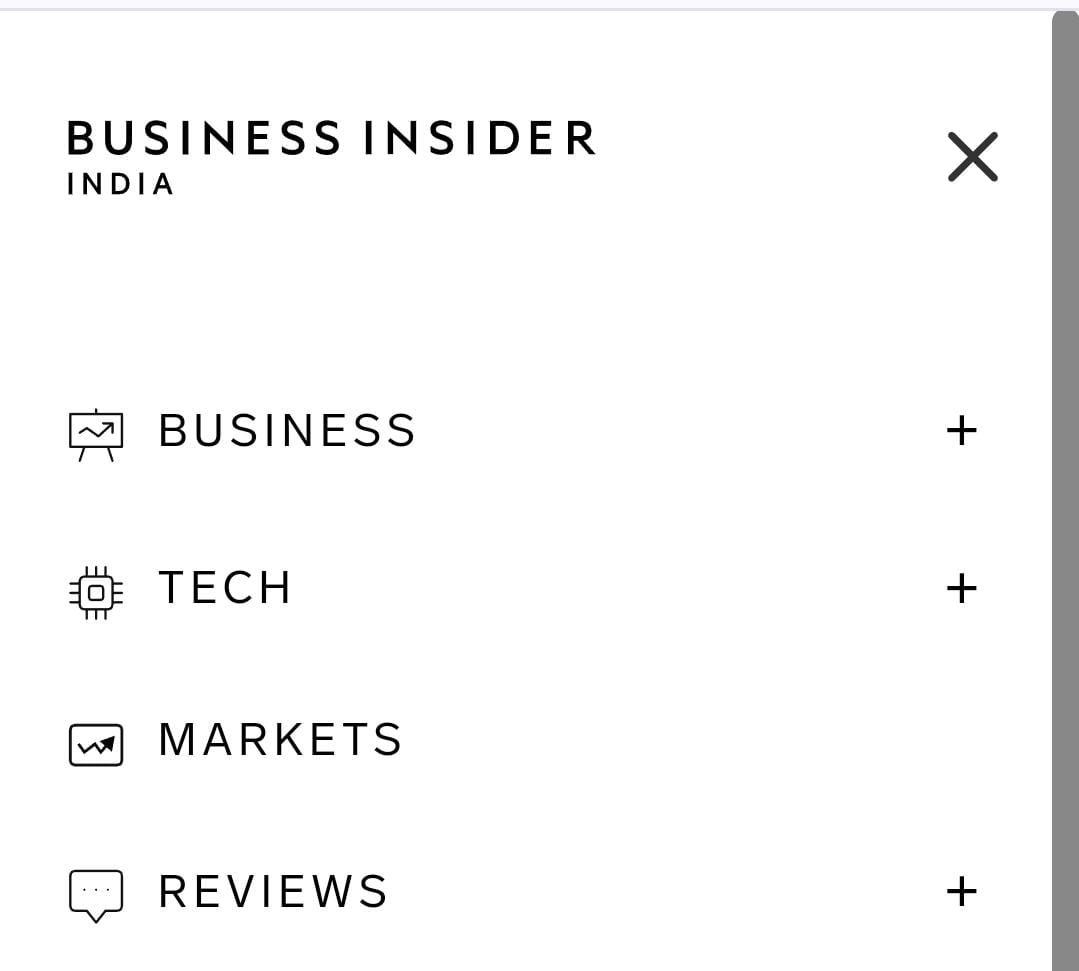 BUSINESS INSIDER
INDIA
BUSINESS +
TECH +
MARKETS
REVIEWS +